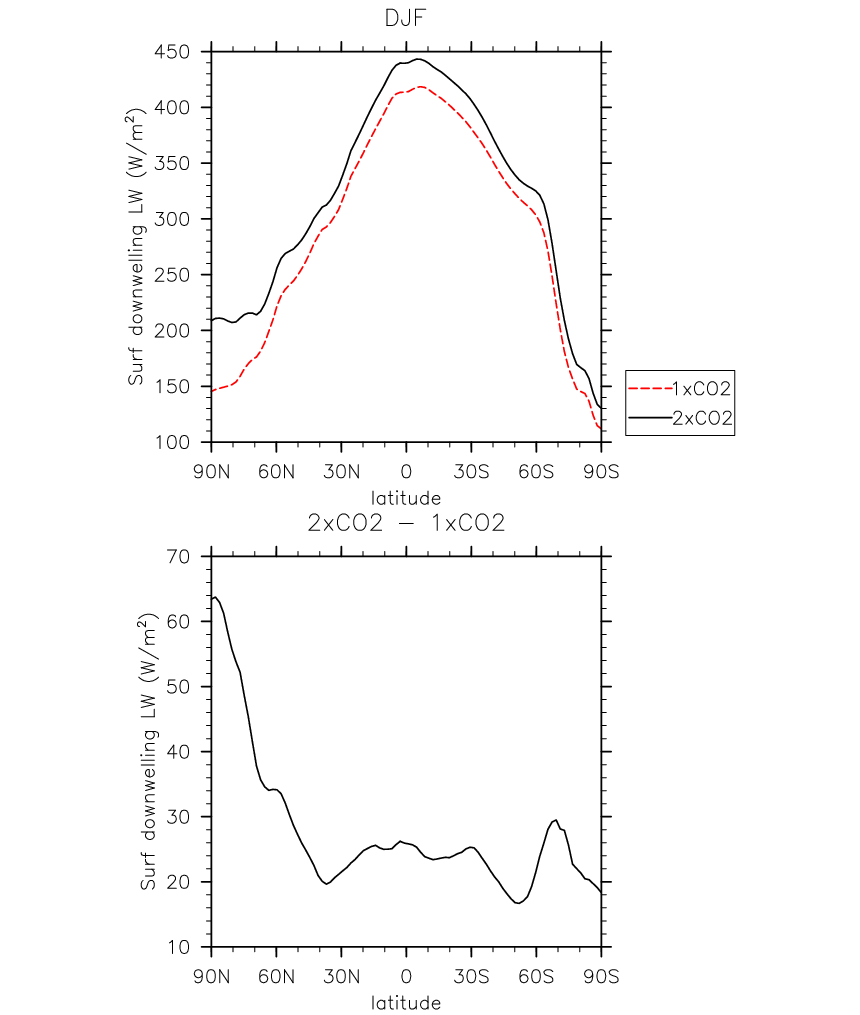 DJF
Surf downwelling LW (W/m²)
450
400
350
300
250
200
150
100
90N 60N 30N 0 30S 60S 90S
latitude
1xCO2
2xCO2
2xCO2 − 1xCO2
Surf downwelling LW (W/m²)
70
60
50
40
30
20
10
90N 60N 30N 0 30S 60S 90S
latitude